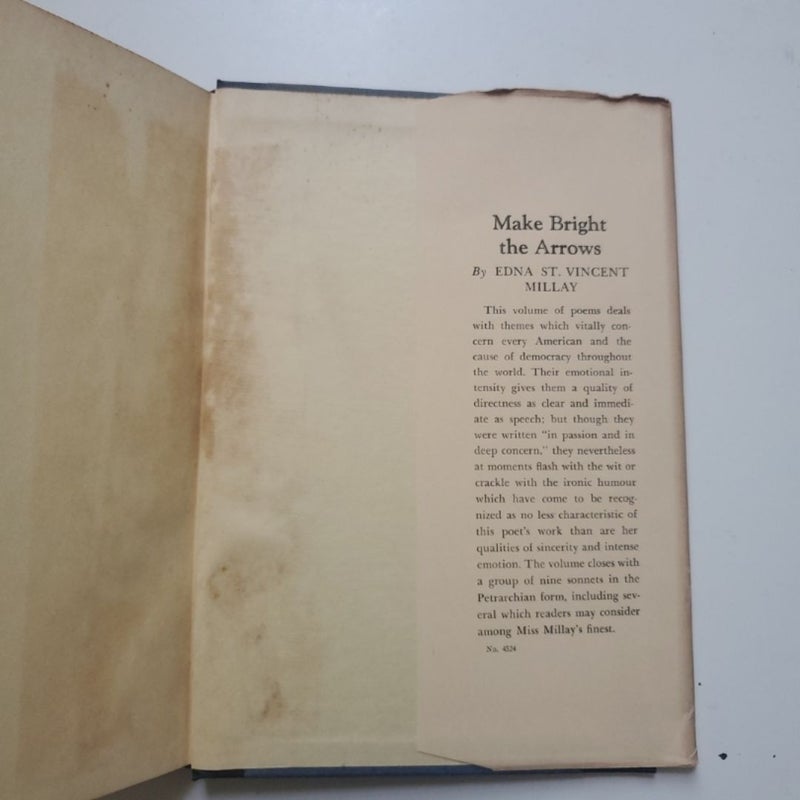 Make Bright
the Arrows
By EDNA ST. VINCENT
MILLAY
This volume of poems deals
with themes which vitally con-
cern every American and the
cause of democracy throughout
the world. Their emotional in-
tensity gives them a quality of
directness as clear and immedi-
ate as speech; but though they
were written "in passion and in
deep concern," they nevertheless
at moments flash with the wit or
crackle with the ironic humour
which have come to be recog-
nized as no less characteristic of
this poet's work than are her
qualities of sincerity and intense
emotion. The volume closes with
a group of nine sonnets in the
Petrarchian form, including sev-
eral which readers may consider
among Miss Millay's finest.
No. 4524